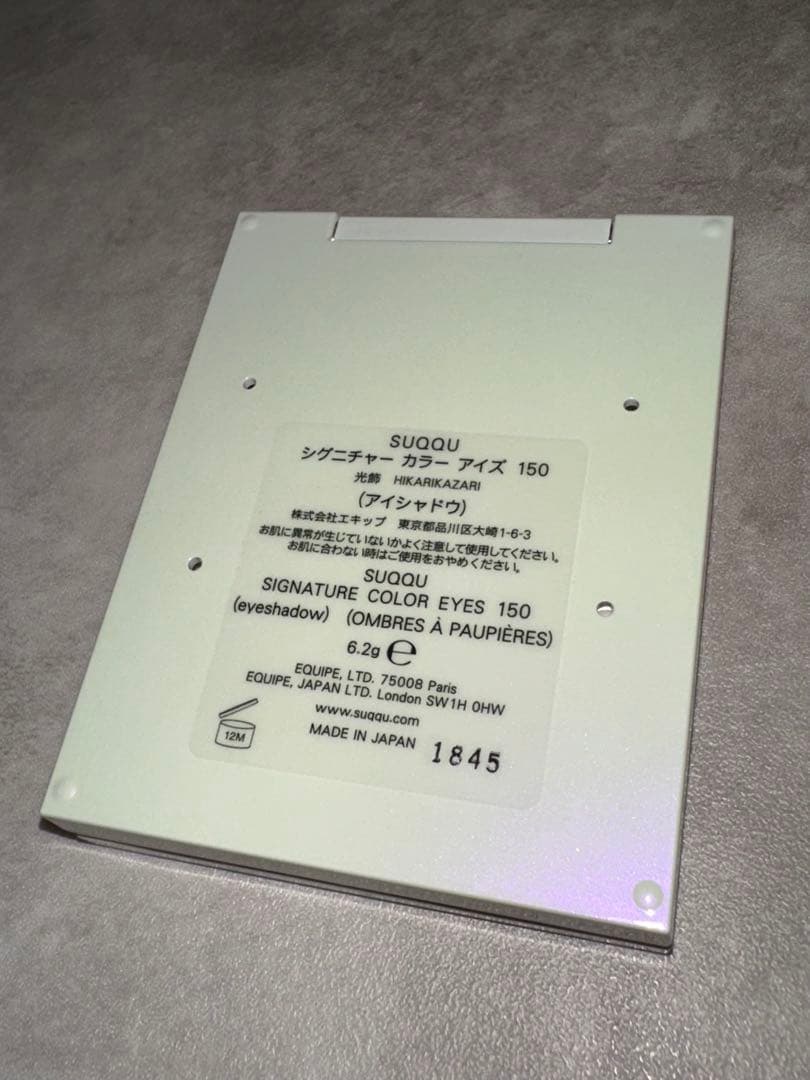 SUQQU
シグニチャー カラー アイズ 150
光飾 HIKARIKAZARI
(アイシャドウ)
株式会社エキップ 東京都品川区大崎1-6-3
お肌に異常が生じていないかよく注意して使用してください。
お肌に合わない時はご使用をおやめください。
SUQQU
SIGNATURE COLOR EYES 150
(eyeshadow) (OMBRES À PAUPIÈRES)
6.2g ℮
EQUIPE, LTD. 75008 Paris
EQUIPE, JAPAN LTD. London SW1H 0HW
www.suqqu.com
12M
MADE IN JAPAN 1845